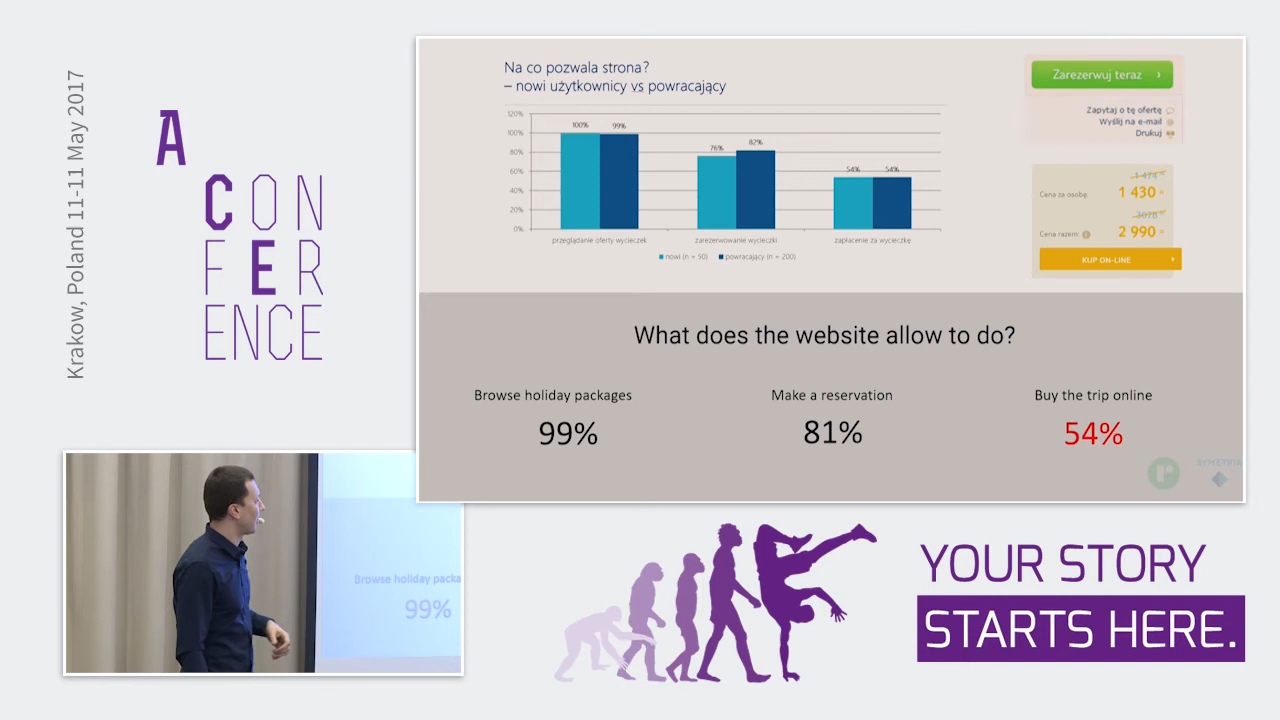 Krakow, Poland 11-11 May 2017
A
CON
FER
ENCE
Na co pozwala strona?
– nowi użytkownicy vs powracający
120%
100%
80%
60%
40%
20%
0%
100%
99%
76%
82%
54%
54%
przeglądanie oferty wycieczek
zarezerwowanie wycieczki
zapłacenie za wycieczkę
nowi (n = 50)
powracający (n = 200)
Zarezerwuj teraz
Zapytaj o tę ofertę
Wyślij na e-mail
Drukuj
1 474
Cena za osobę:
1 430
3078
Cena razem:
2 990
KUP ON-LINE
What does the website allow to do?
Browse holiday packages
Make a reservation
Buy the trip online
99%
81%
54%
r
SYMETRIA
Browse holiday packa
99%
YOUR STORY
STARTS HERE.